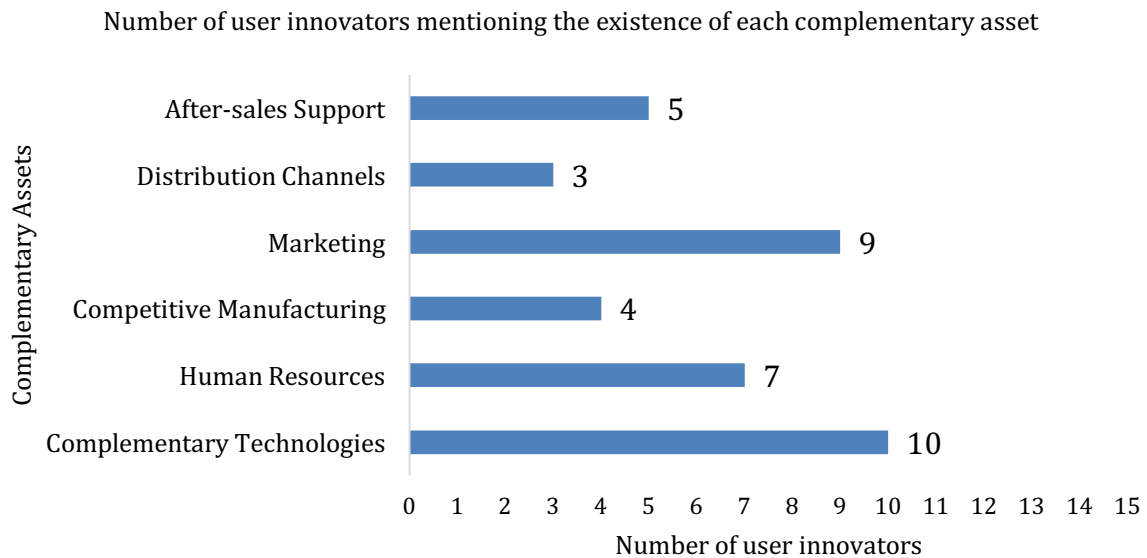 Number of user innovators mentioning the existence of each complementary asset
Complementary Assets
After-sales Support 5
Distribution Channels 3
Marketing 9
Competitive Manufacturing 4
Human Resources 7
Complementary Technologies 10
0 1 2 3 4 5 6 7 8 9 10 11 12 13 14 15
Number of user innovators